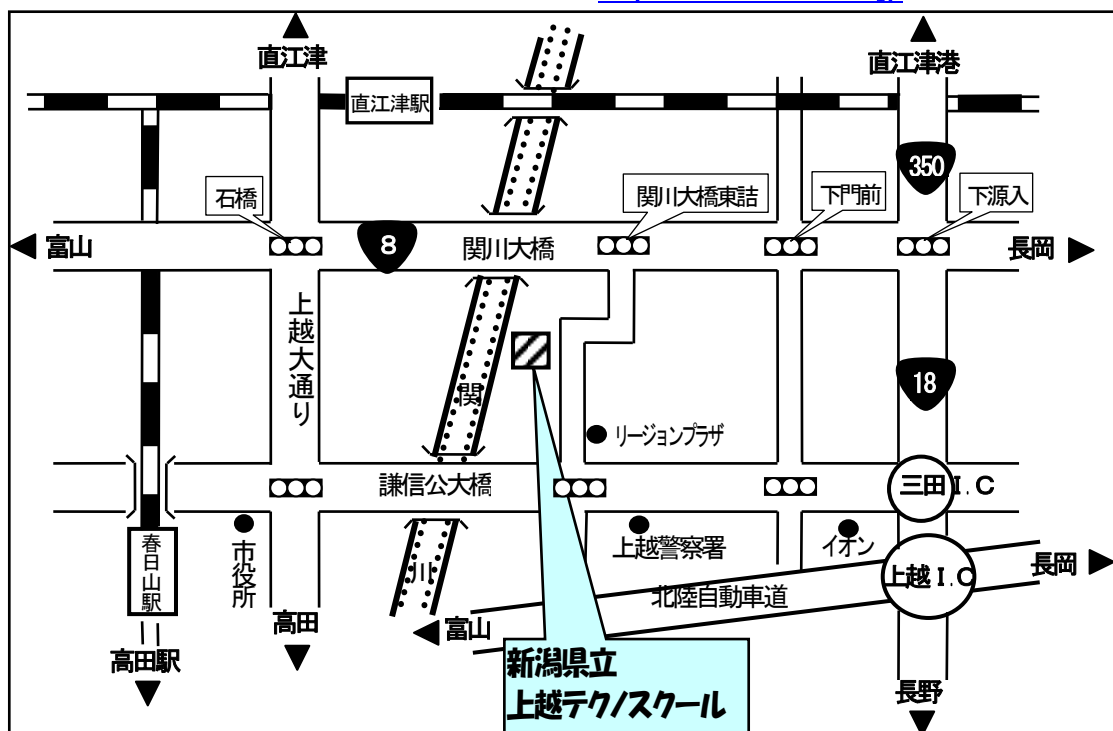 直江津
直江津港
直江津駅
350
石橋
関川大橋東詰
下門前
下源入
富山
8
関川大橋
長岡
上越大通り
関
18
リージョンプラザ
謙信公大橋
三田I.C
春日山駅
市役所
川
上越警察署
イオン
上越I.C
長岡
北陸自動車道
高田
富山
高田駅
新潟県立
上越テクノスクール
長野